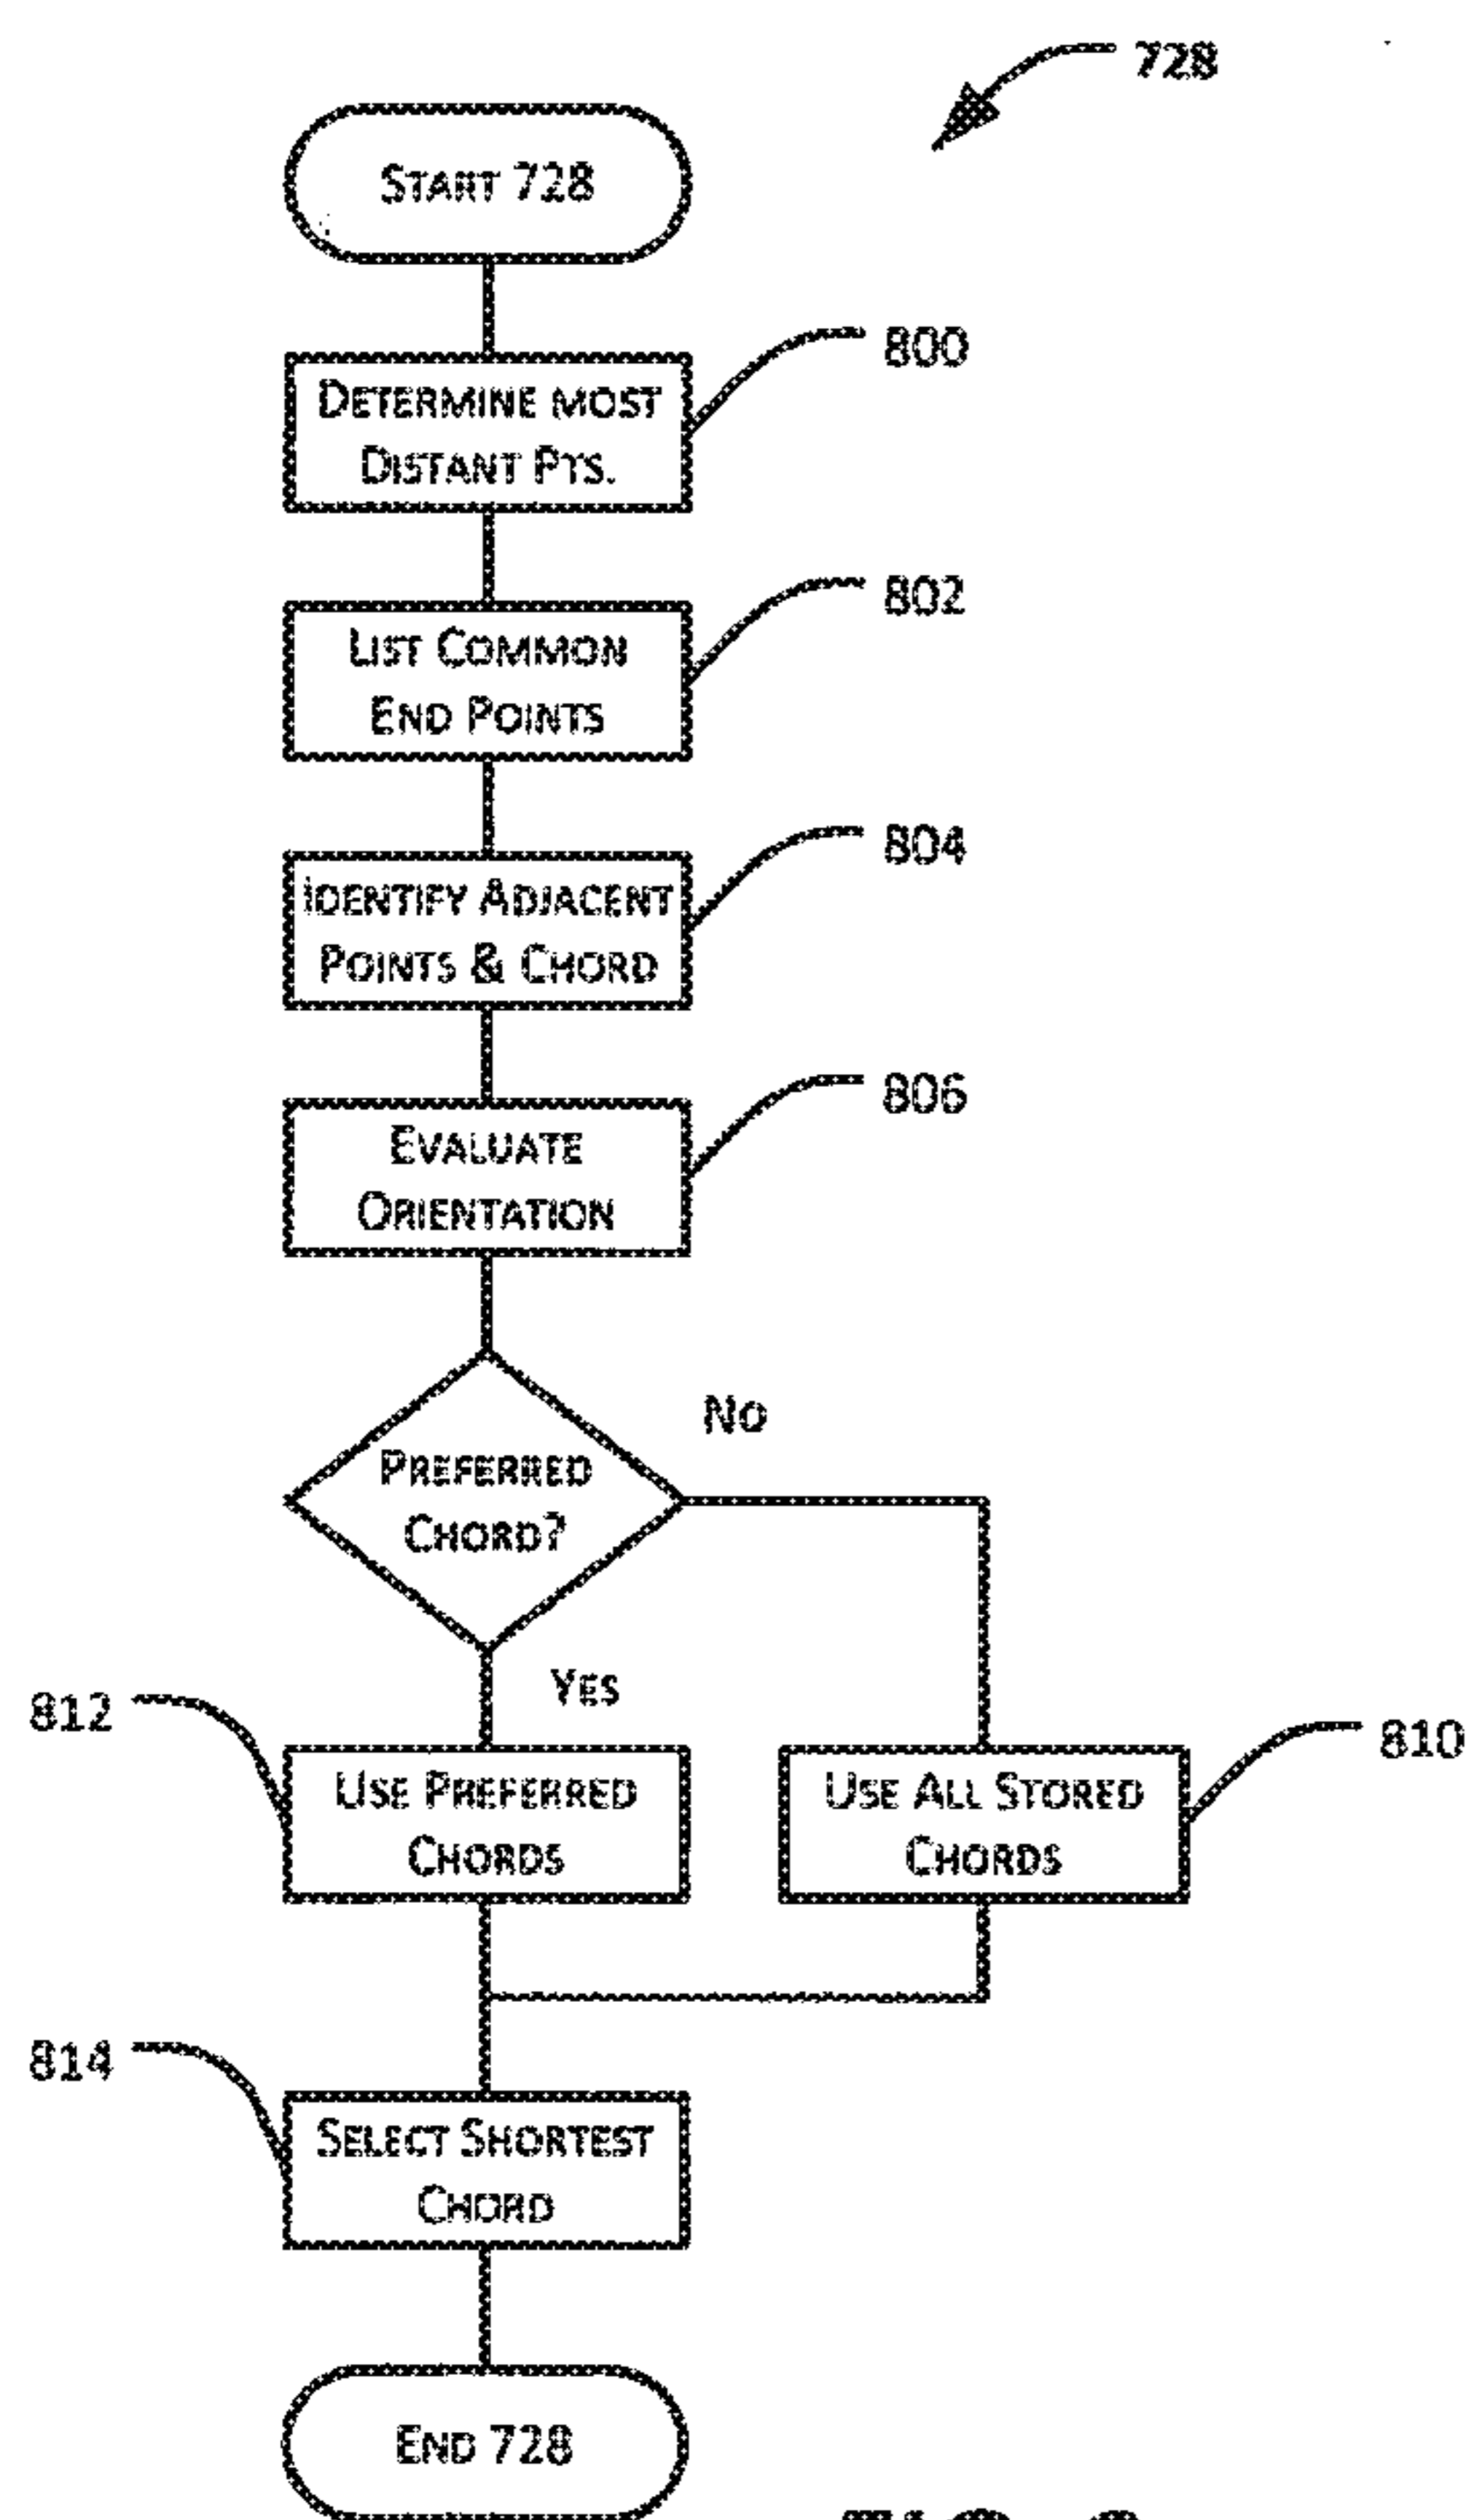 728
START 728
800
DETERMINE MOST
DISTANT PTS.
802
LIST COMMON
END POINTS
804
IDENTIFY ADJACENT
POINTS & CHORD
806
EVALUATE
ORIENTATION
NO
PREFERRED
CHORD?
YES
812
USE PREFERRED
CHORDS
810
USE ALL STORED
CHORDS
814
SELECT SHORTEST
CHORD
END 728